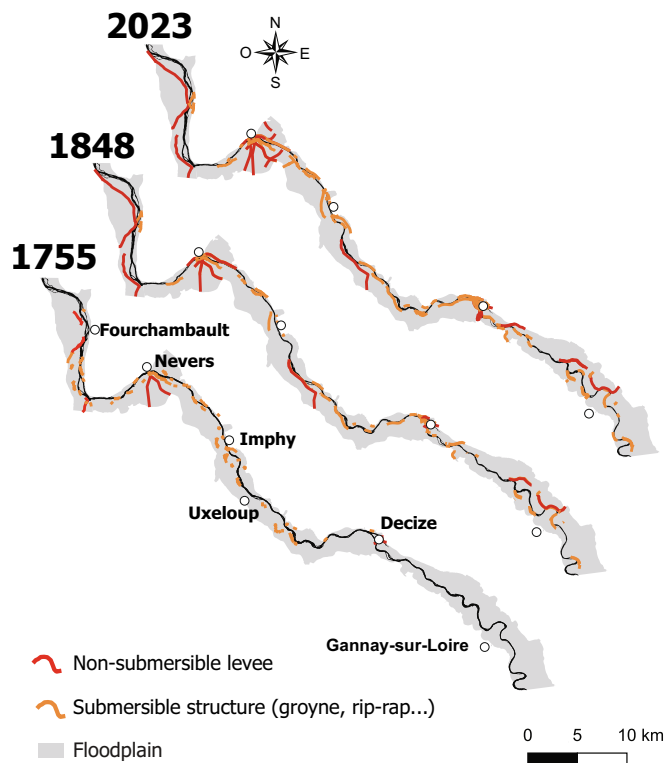 2023
N
O E
S
1848
1755
Fourchambault
Nevers
Imphy
Uxeloup
Decize
Gannay-sur-Loire
Non-submersible levee
Submersible structure (groyne, rip-rap...)
Floodplain
0 5 10 km